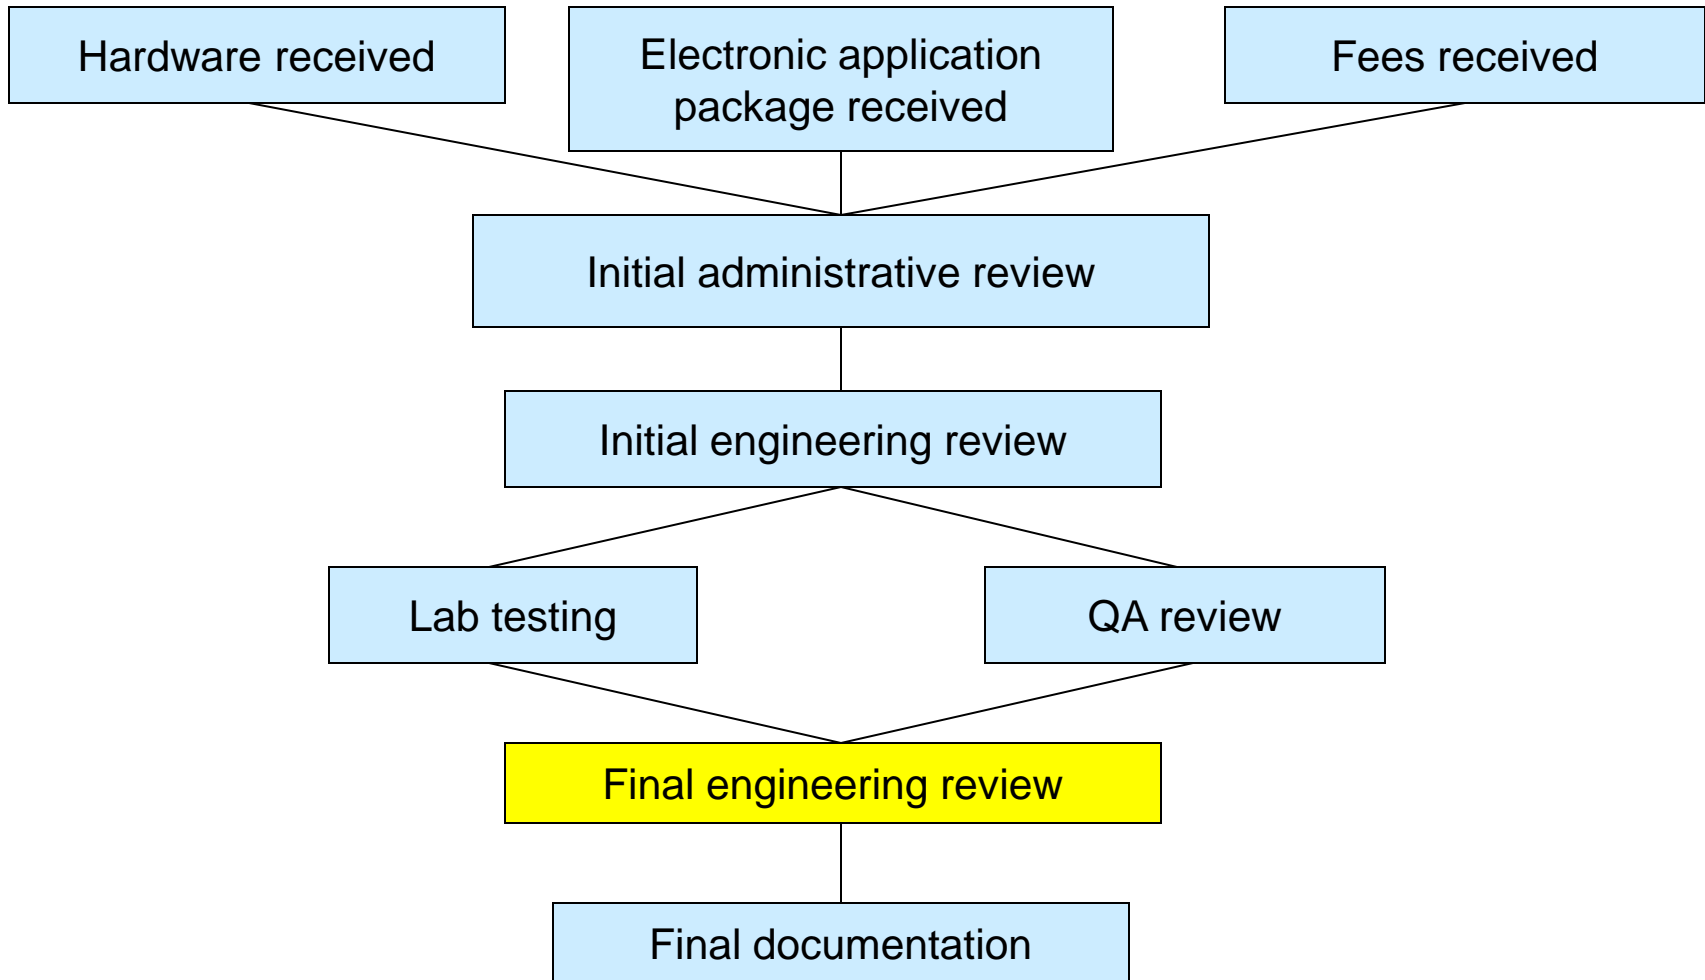 Hardware received
Electronic application
package received
Fees received
Initial administrative review
Initial engineering review
Lab testing
QA review
Final engineering review
Final documentation